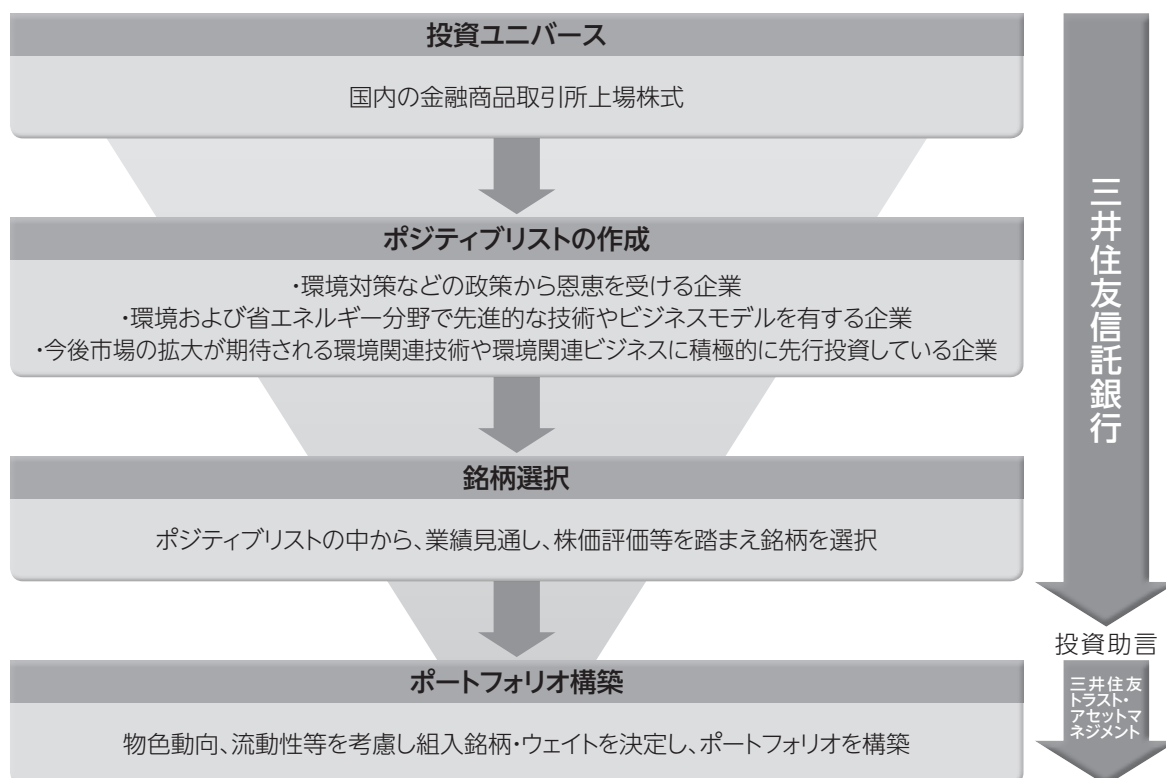 投資ユニバース
国内の金融商品取引所上場株式
ポジティブリストの作成
・環境対策などの政策から恩恵を受ける企業
・環境および省エネルギー分野で先進的な技術やビジネスモデルを有する企業
・今後市場の拡大が期待される環境関連技術や環境関連ビジネスに積極的に先行投資している企業
銘柄選択
ポジティブリストの中から、業績見通し、株価評価等を踏まえ銘柄を選択
ポートフォリオ構築
物色動向、流動性等を考慮し組入銘柄・ウェイトを決定し、ポートフォリオを構築
三井住友信託銀行
投資助言
三井住友
トラスト・
アセットマ
ネジメント